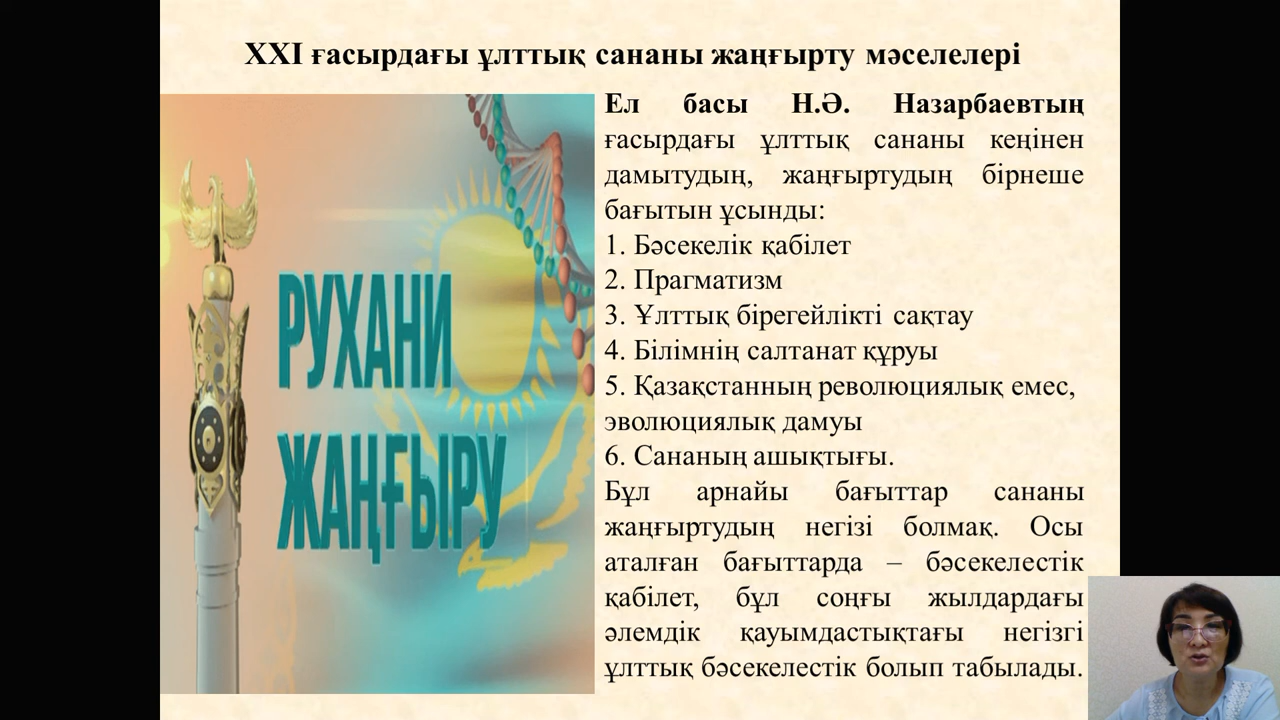 XXI ғасырдағы ұлттық сананы жаңғырту мәселелері
РУХАНИ
ЖАҢҒЫРУ
Ел басы Н.Ә. Назарбаевтың
ғасырдағы ұлттық сананы кеңінен
дамытудың, жаңғыртудың бірнеше
бағытын ұсынды:
1. Бәсекелік қабілет
2. Прагматизм
3. Ұлттық бірегейлікті сақтау
4. Білімнің салтанат құруы
5. Қазақстанның революциялық емес,
эволюциялық дамуы
6. Сананың ашықтығы.
Бұл арнайы бағыттар сананы
жаңғыртудың негізі болмақ. Осы
аталған бағыттарда – бәсекелестік
қабілет, бұл соңғы жылдардағы
әлемдік қауымдастықтағы негізгі
ұлттық бәсекелестік болып табылады.